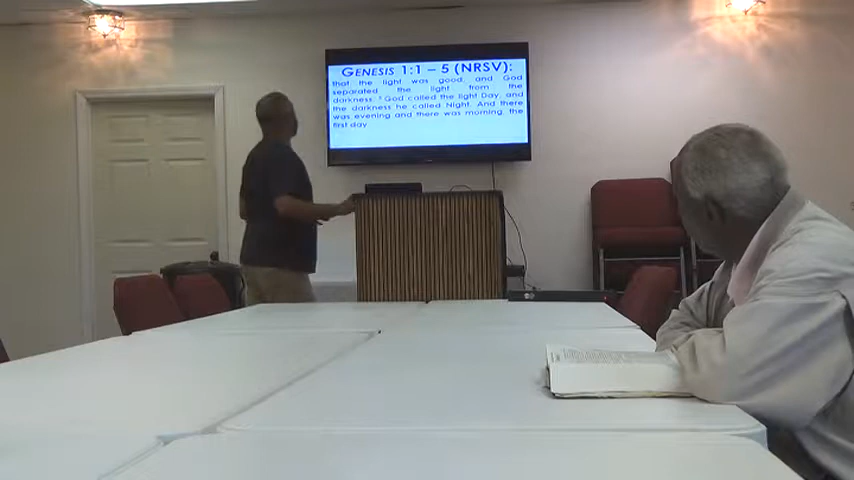 GENESIS 1:1 – 5 (NRSV):
that the light was good; and God
separated the light from the
darkness. ⁵ God called the light Day, and
the darkness he called Night. And there
was evening and there was morning, the
first day